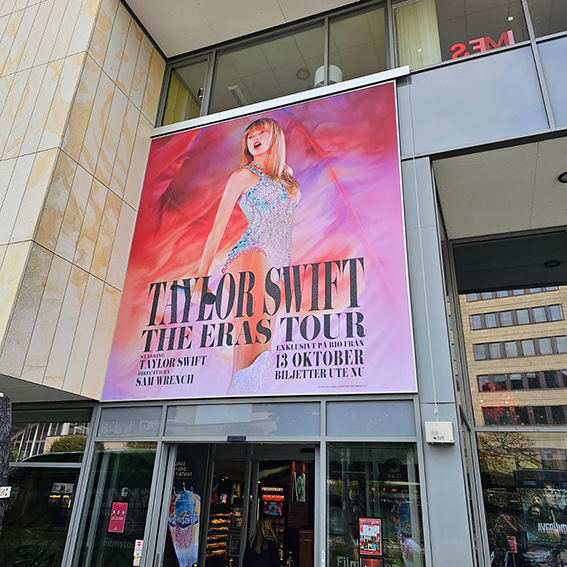 TAYLOR SWIFT
THE ERAS TOUR
STARRING
TAYLOR SWIFT
DIRECTED BY
SAM WRENCH
EXKLUSIVT PÅ BIO FRÅN
13 OKTOBER
BILJETTER UTE NU
Filmsta